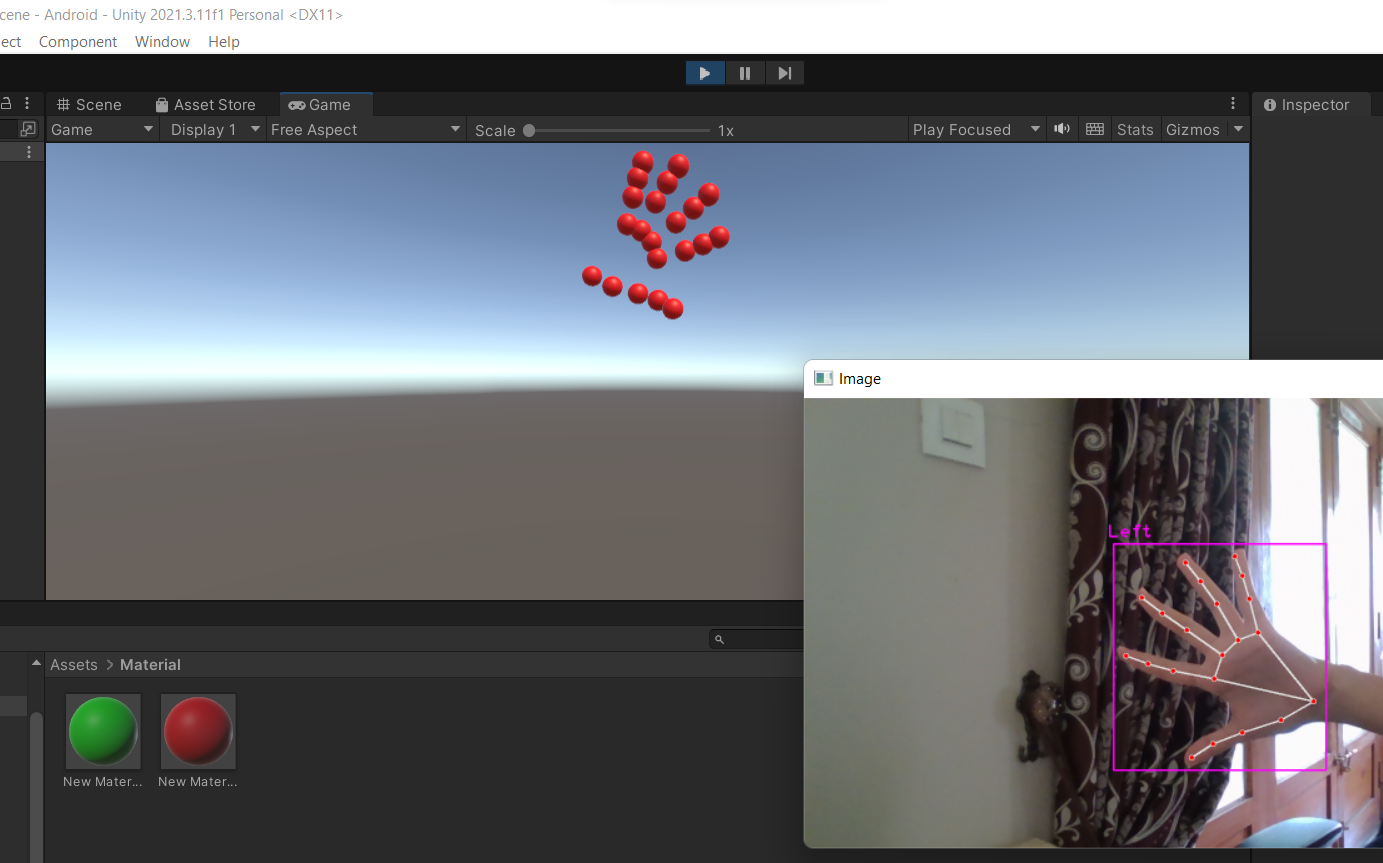 cene - Android - Unity 2021.3.11f1 Personal <DX11>
ect Component Window Help
Scene Asset Store Game Inspector
Game Display 1 Free Aspect Scale 1x Play Focused Stats Gizmos
Image
Left
Assets > Material
New Mater... New Mater...